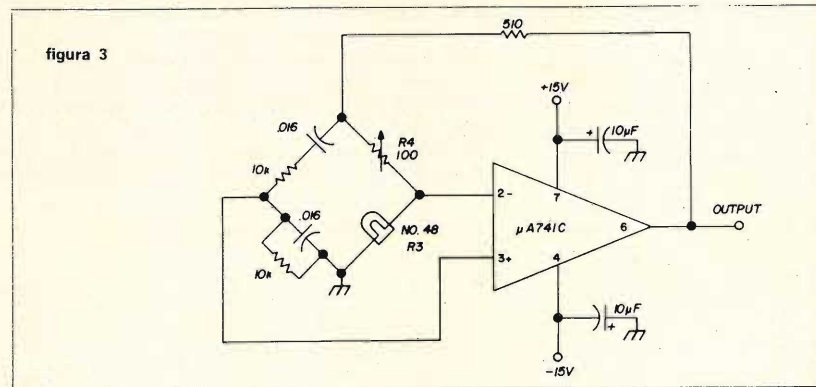 figura 3
510
+15V
.016
R4
100
+
10µF
10k
7
2-
NO. 48
R3
µA741C
6
OUTPUT
.016
3+
4
10k
10µF
+
-15V